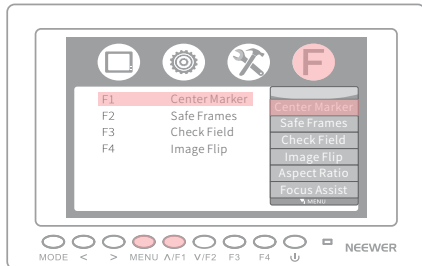 F
F1 Center Marker
F2 Safe Frames
F3 Check Field
F4 Image Flip
Center Marker
Safe Frames
Check Field
Image Flip
Aspect Ratio
Focus Assist
MENU
MODE < > MENU Λ/F1 V/F2 F3 F4
NEEWER